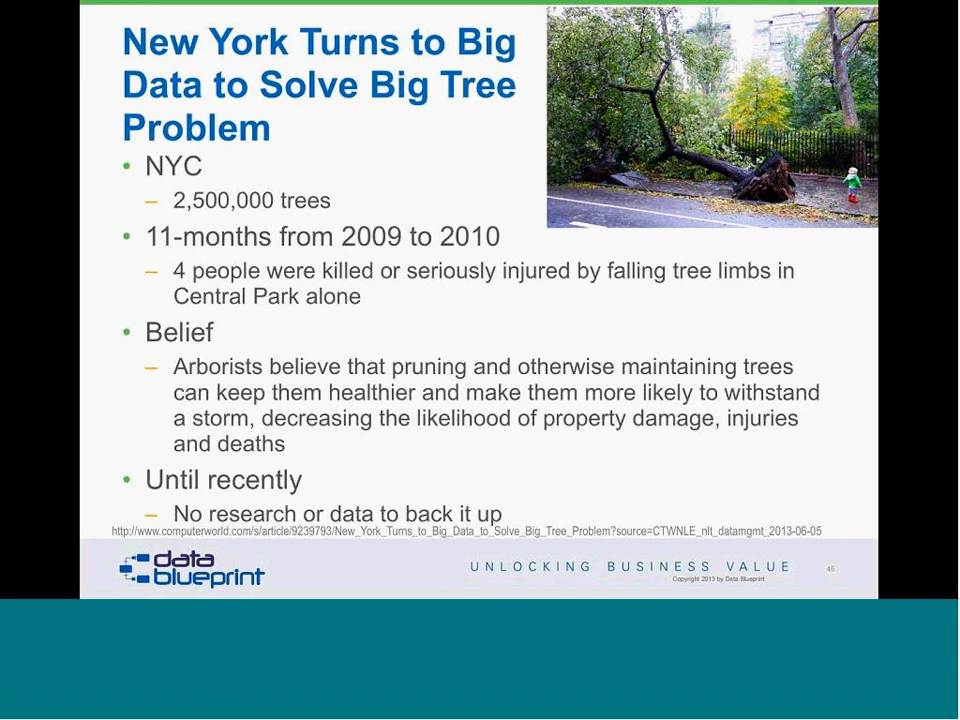 New York Turns to Big
Data to Solve Big Tree
Problem
• NYC
– 2,500,000 trees
• 11-months from 2009 to 2010
– 4 people were killed or seriously injured by falling tree limbs in
Central Park alone
• Belief
– Arborists believe that pruning and otherwise maintaining trees
can keep them healthier and make them more likely to withstand
a storm, decreasing the likelihood of property damage, injuries
and deaths
• Until recently
– No research or data to back it up
http://www.computerworld.com/s/article/9239793/New_York_Turns_to_Big_Data_to_Solve_Big_Tree_Problem?source=CTWNLE_nlt_datamgmt_2013-06-05
data
blueprint
UNLOCKING BUSINESS VALUE
Copyright 2013 by Data Blueprint
46